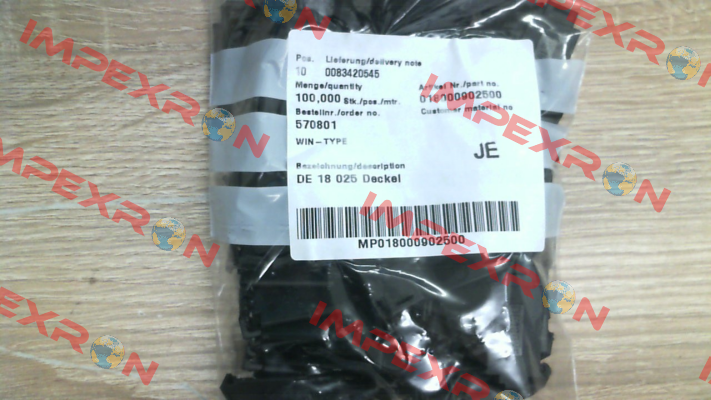 Pos. Lieferung/delivery note
10 0083420545
Menge/quantity Artikel Nr./part no.
100,000 Stk./pcs./mtr. 018000902500
Bestellnr./order no. Customer material no
570801
WIN-TYPE
JE
Bezeichnung/description
DE 18 025 Deckel
MP018000902500
IMPEXRON
IMPEXRON
IMPEXRON
IMPEXRON
IMPEXRON